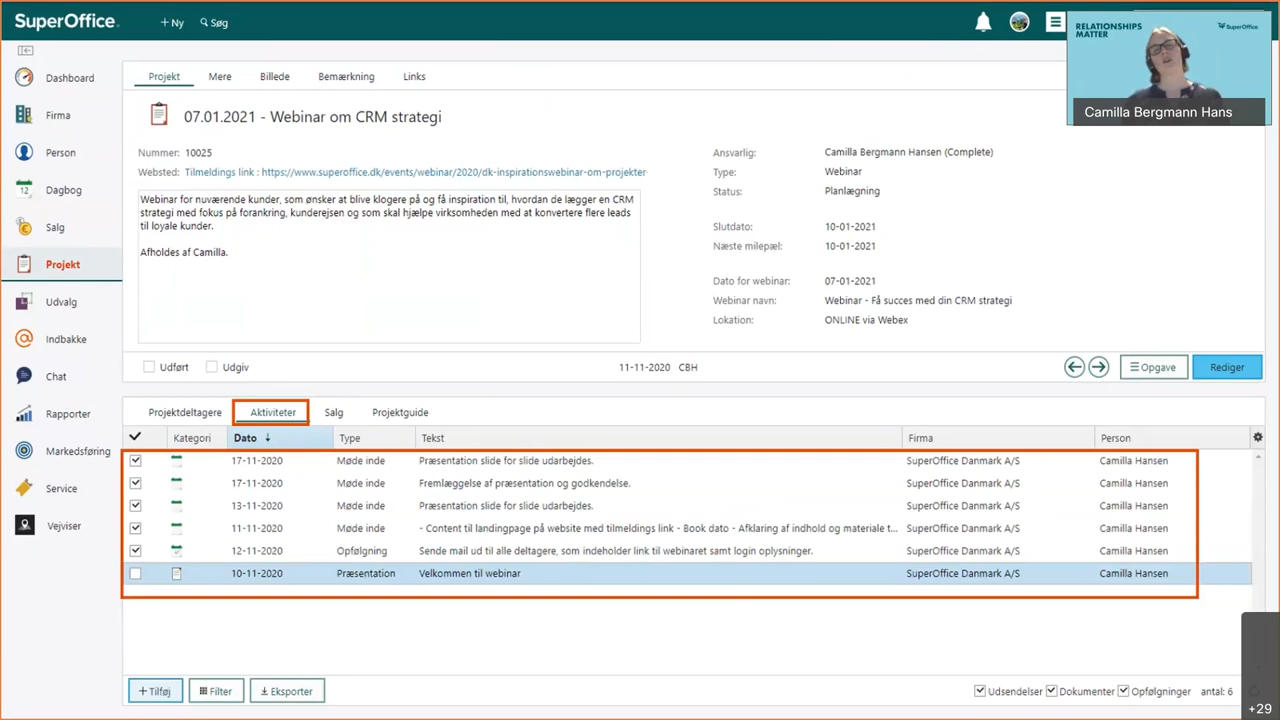 SuperOffice.
+ Ny
Søg
RELATIONSHIPS
MATTER
SuperOffice
Camilla Bergmann Hans
Dashboard
Firma
Person
12
Dagbog
Salg
Projekt
Udvalg
Indbakke
Chat
Rapporter
Markedsføring
Service
Vejviser
Projekt Mere Billede Bemærkning Links
07.01.2021 - Webinar om CRM strategi
Nummer: 10025
Websted: Tilmeldings link : https://www.superoffice.dk/events/webinar/2020/dk-inspirationswebinar-om-projekter
Webinar for nuværende kunder, som ønsker at blive klogere på og få inspiration til, hvordan de lægger en CRM
strategi med fokus på forankring, kunderejsen og som skal hjælpe virksomheden med at konvertere flere leads
til loyale kunder.
Afholdes af Camilla.
Ansvarlig: Camilla Bergmann Hansen (Complete)
Type: Webinar
Status: Planlægning
Slutdato: 10-01-2021
Næste milepæl: 10-01-2021
Dato for webinar: 07-01-2021
Webinar navn: Webinar - Få succes med din CRM strategi
Lokation: ONLINE via Webex
Udført Udgiv 11-11-2020 CBH Opgave Rediger
Projektdeltagere Aktiviteter Salg Projektguide
Kategori Dato Type Tekst Firma Person
17-11-2020 Møde inde Præsentation slide for slide udarbejdes. SuperOffice Danmark A/S Camilla Hansen
17-11-2020 Møde inde Fremlæggelse af præsentation og godkendelse. SuperOffice Danmark A/S Camilla Hansen
13-11-2020 Møde inde Præsentation slide for slide udarbejdes. SuperOffice Danmark A/S Camilla Hansen
11-11-2020 Møde inde - Content til landingpage på website med tilmeldings link - Book dato - Afklaring af indhold og materiale t... SuperOffice Danmark A/S Camilla Hansen
12-11-2020 Opfølgning Sende mail ud til alle deltagere, som indeholder link til webinaret samt login oplysninger. SuperOffice Danmark A/S Camilla Hansen
10-11-2020 Præsentation Velkommen til webinar SuperOffice Danmark A/S Camilla Hansen
+ Tilføj Filter Eksporter Udsendelser Dokumenter Opfølgninger antal: 6
+29